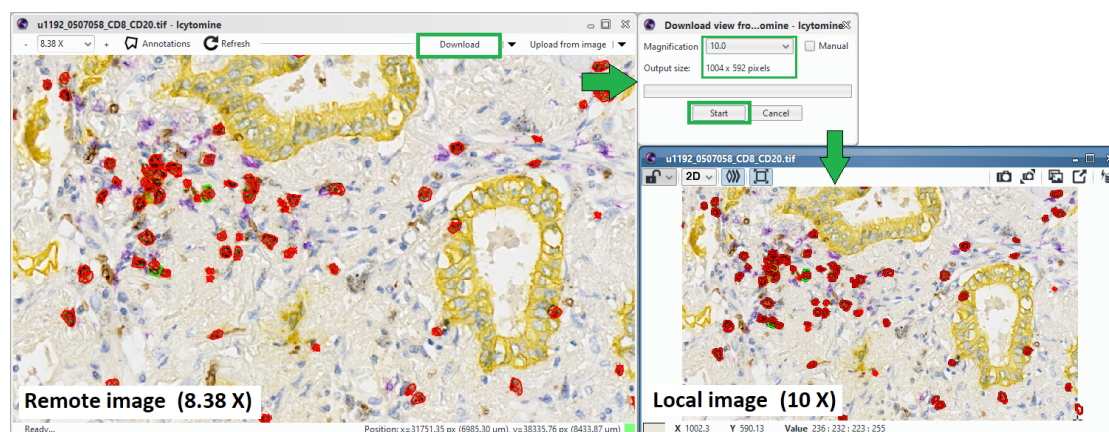 u1192_0507058_CD8_CD20.tif - Icytomine
- 8.38 X + Annotations Refresh Download Upload from image
Remote image (8.38 X)
Ready... Position: x=31751.35 px (6985.30 μm), y=38335.76 px (8433.87 μm)
Download view fro...omine - Icytomine
Magnification 10.0 Manual
Output size: 1004 x 592 pixels
Start Cancel
u1192_0507058_CD8_CD20.tif
2D
Local image (10 X)
X 1002.3 Y 590.13 Value 236 : 232 : 223 : 255